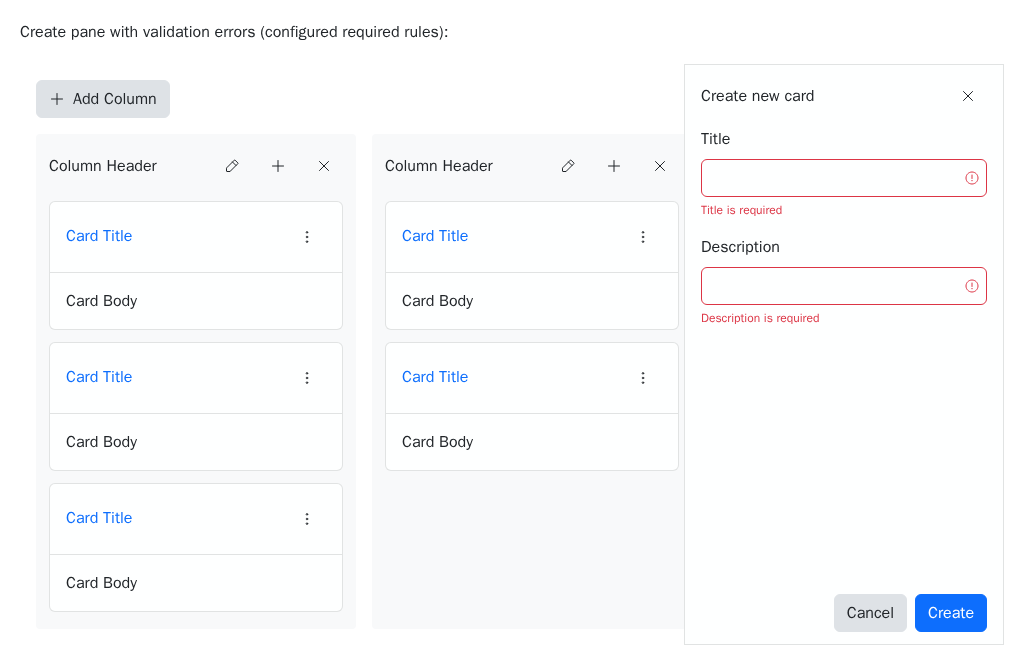 Create pane with validation errors (configured required rules):
Add Column
Column Header
Card Title
Card Body
Card Title
Card Body
Card Title
Card Body
Column Header
Card Title
Card Body
Card Title
Card Body
Create new card
Title
Title is required
Description
Description is required
Cancel
Create